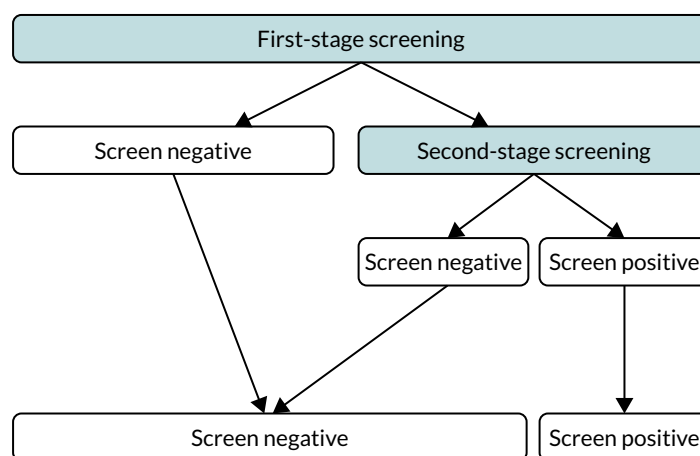 First-stage screening
Screen negative
Second-stage screening
Screen negative
Screen positive
Screen negative
Screen positive